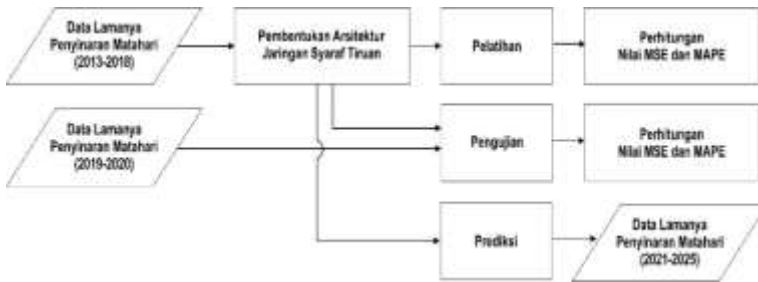 Data Lamanya
Penyinaran Matahari
(2013-2018)
Pembentukan Arsitektur
Jaringan Syaraf Tiruan
Pelatihan
Perhitungan
Nilai MSE dan MAPE
Data Lamanya
Penyinaran Matahari
(2019-2020)
Pengujian
Perhitungan
Nilai MSE dan MAPE
Prediksi
Data Lamanya
Penyinaran Matahari
(2021-2025)